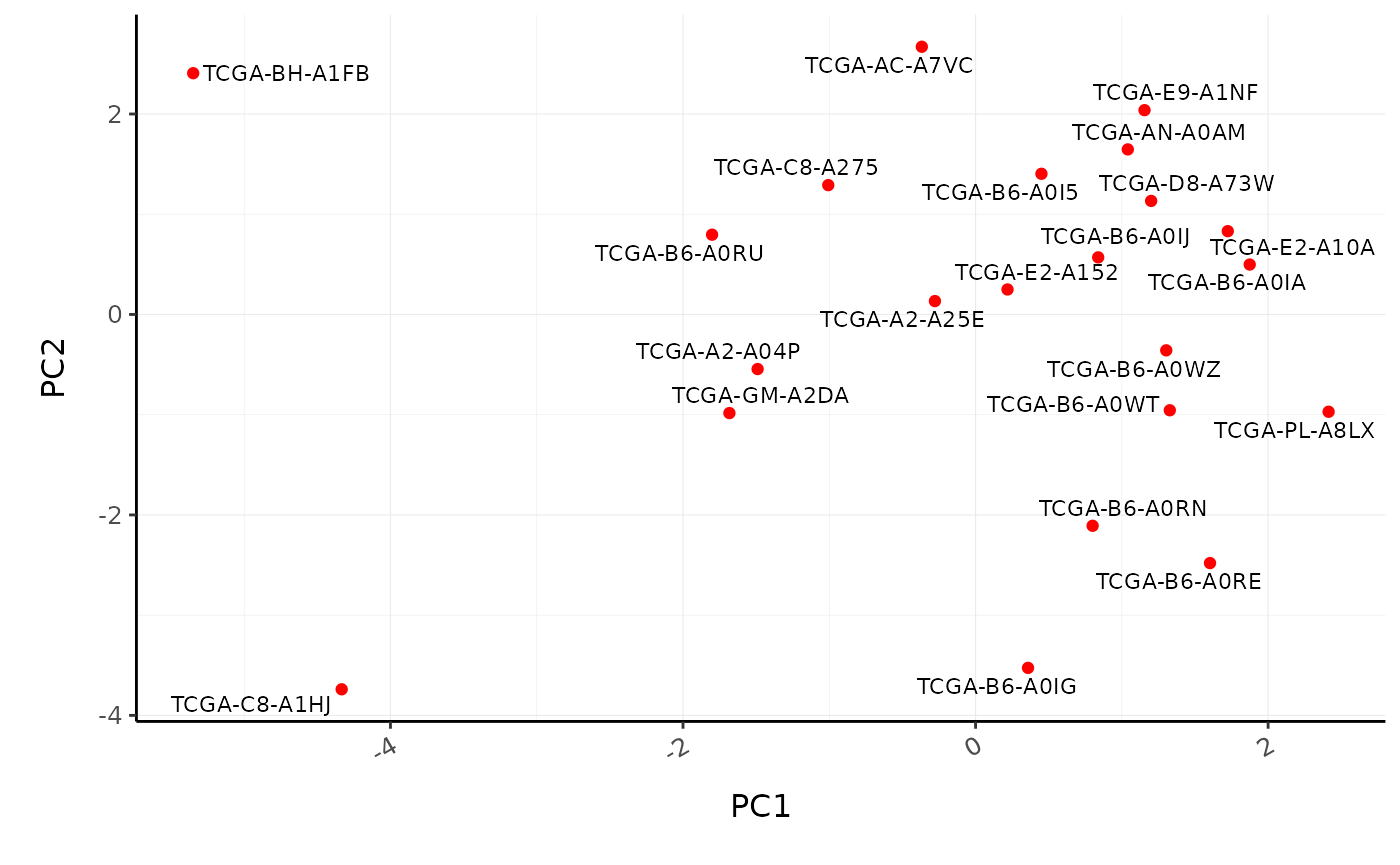 TCGA-BH-A1FB
TCGA-AC-A7VC
TCGA-E9-A1NF
2
TCGA-AN-A0AM
TCGA-C8-A275
TCGA-D8-A73W
TCGA-B6-A0I5
TCGA-B6-A0IJ
TCGA-E2-A10A
TCGA-B6-A0RU
TCGA-E2-A152
TCGA-B6-A0IA
0
TCGA-A2-A25E
TCGA-A2-A04P
PC2
TCGA-B6-A0WZ
TCGA-GM-A2DA
TCGA-B6-A0WT
TCGA-PL-A8LX
TCGA-B6-A0RN
-2
TCGA-B6-A0RE
TCGA-B6-A0IG
TCGA-C8-A1HJ
-4
-4
-2
0
2
PC1